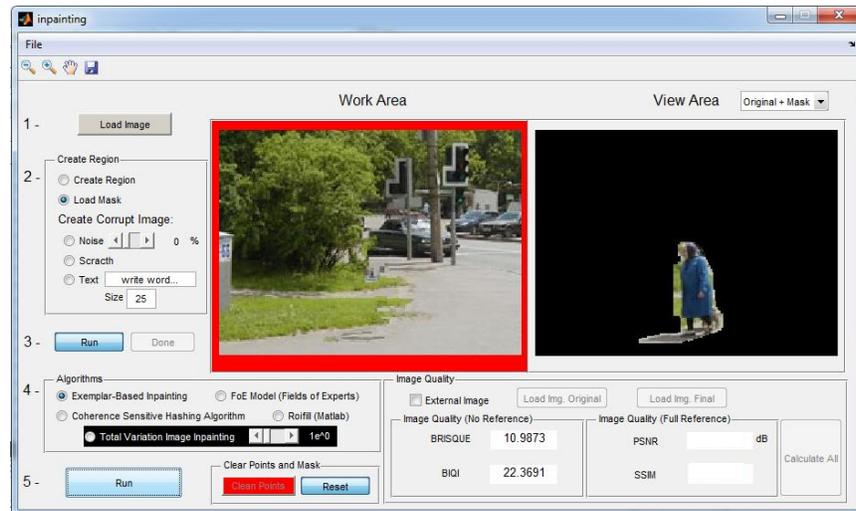 inpainting
File
Work Area
View Area
Original + Mask
1 -
Load Image
Create Region
2 -
Create Region
Load Mask
Create Corrupt Image:
Noise
0 %
Scracth
Text
write word...
Size
25
3 -
Run
Done
4 -
Algorithms
Exemplar-Based Inpainting
FoE Model (Fields of Experts)
Coherence Sensitive Hashing Algorithm
Roifill (Matlab)
Total Variation Image Inpainting
1e^0
5 -
Run
Clear Points and Mask
Clean Points
Reset
Image Quality
External Image
Load Img. Original
Load Img. Final
Image Quality (No Reference)
BRISQUE
10.9873
BIQI
22.3691
Image Quality (Full Reference)
PSNR
dB
SSIM
Calculate All